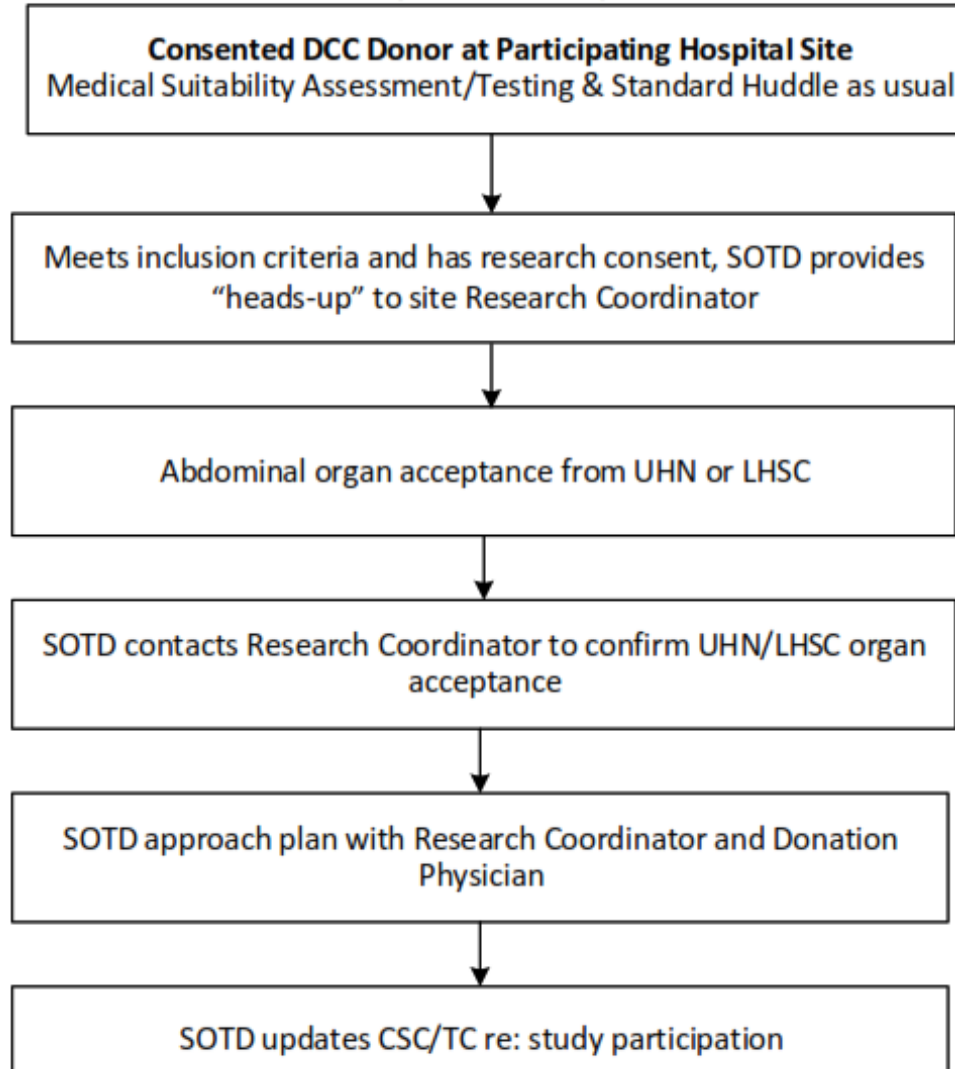 Consented DCC Donor at Participating Hospital Site
Medical Suitability Assessment/Testing & Standard Huddle as usual
Meets inclusion criteria and has research consent, SOTD provides
“heads-up” to site Research Coordinator
Abdominal organ acceptance from UHN or LHSC
SOTD contacts Research Coordinator to confirm UHN/LHSC organ
acceptance
SOTD approach plan with Research Coordinator and Donation
Physician
SOTD updates CSC/TC re: study participation